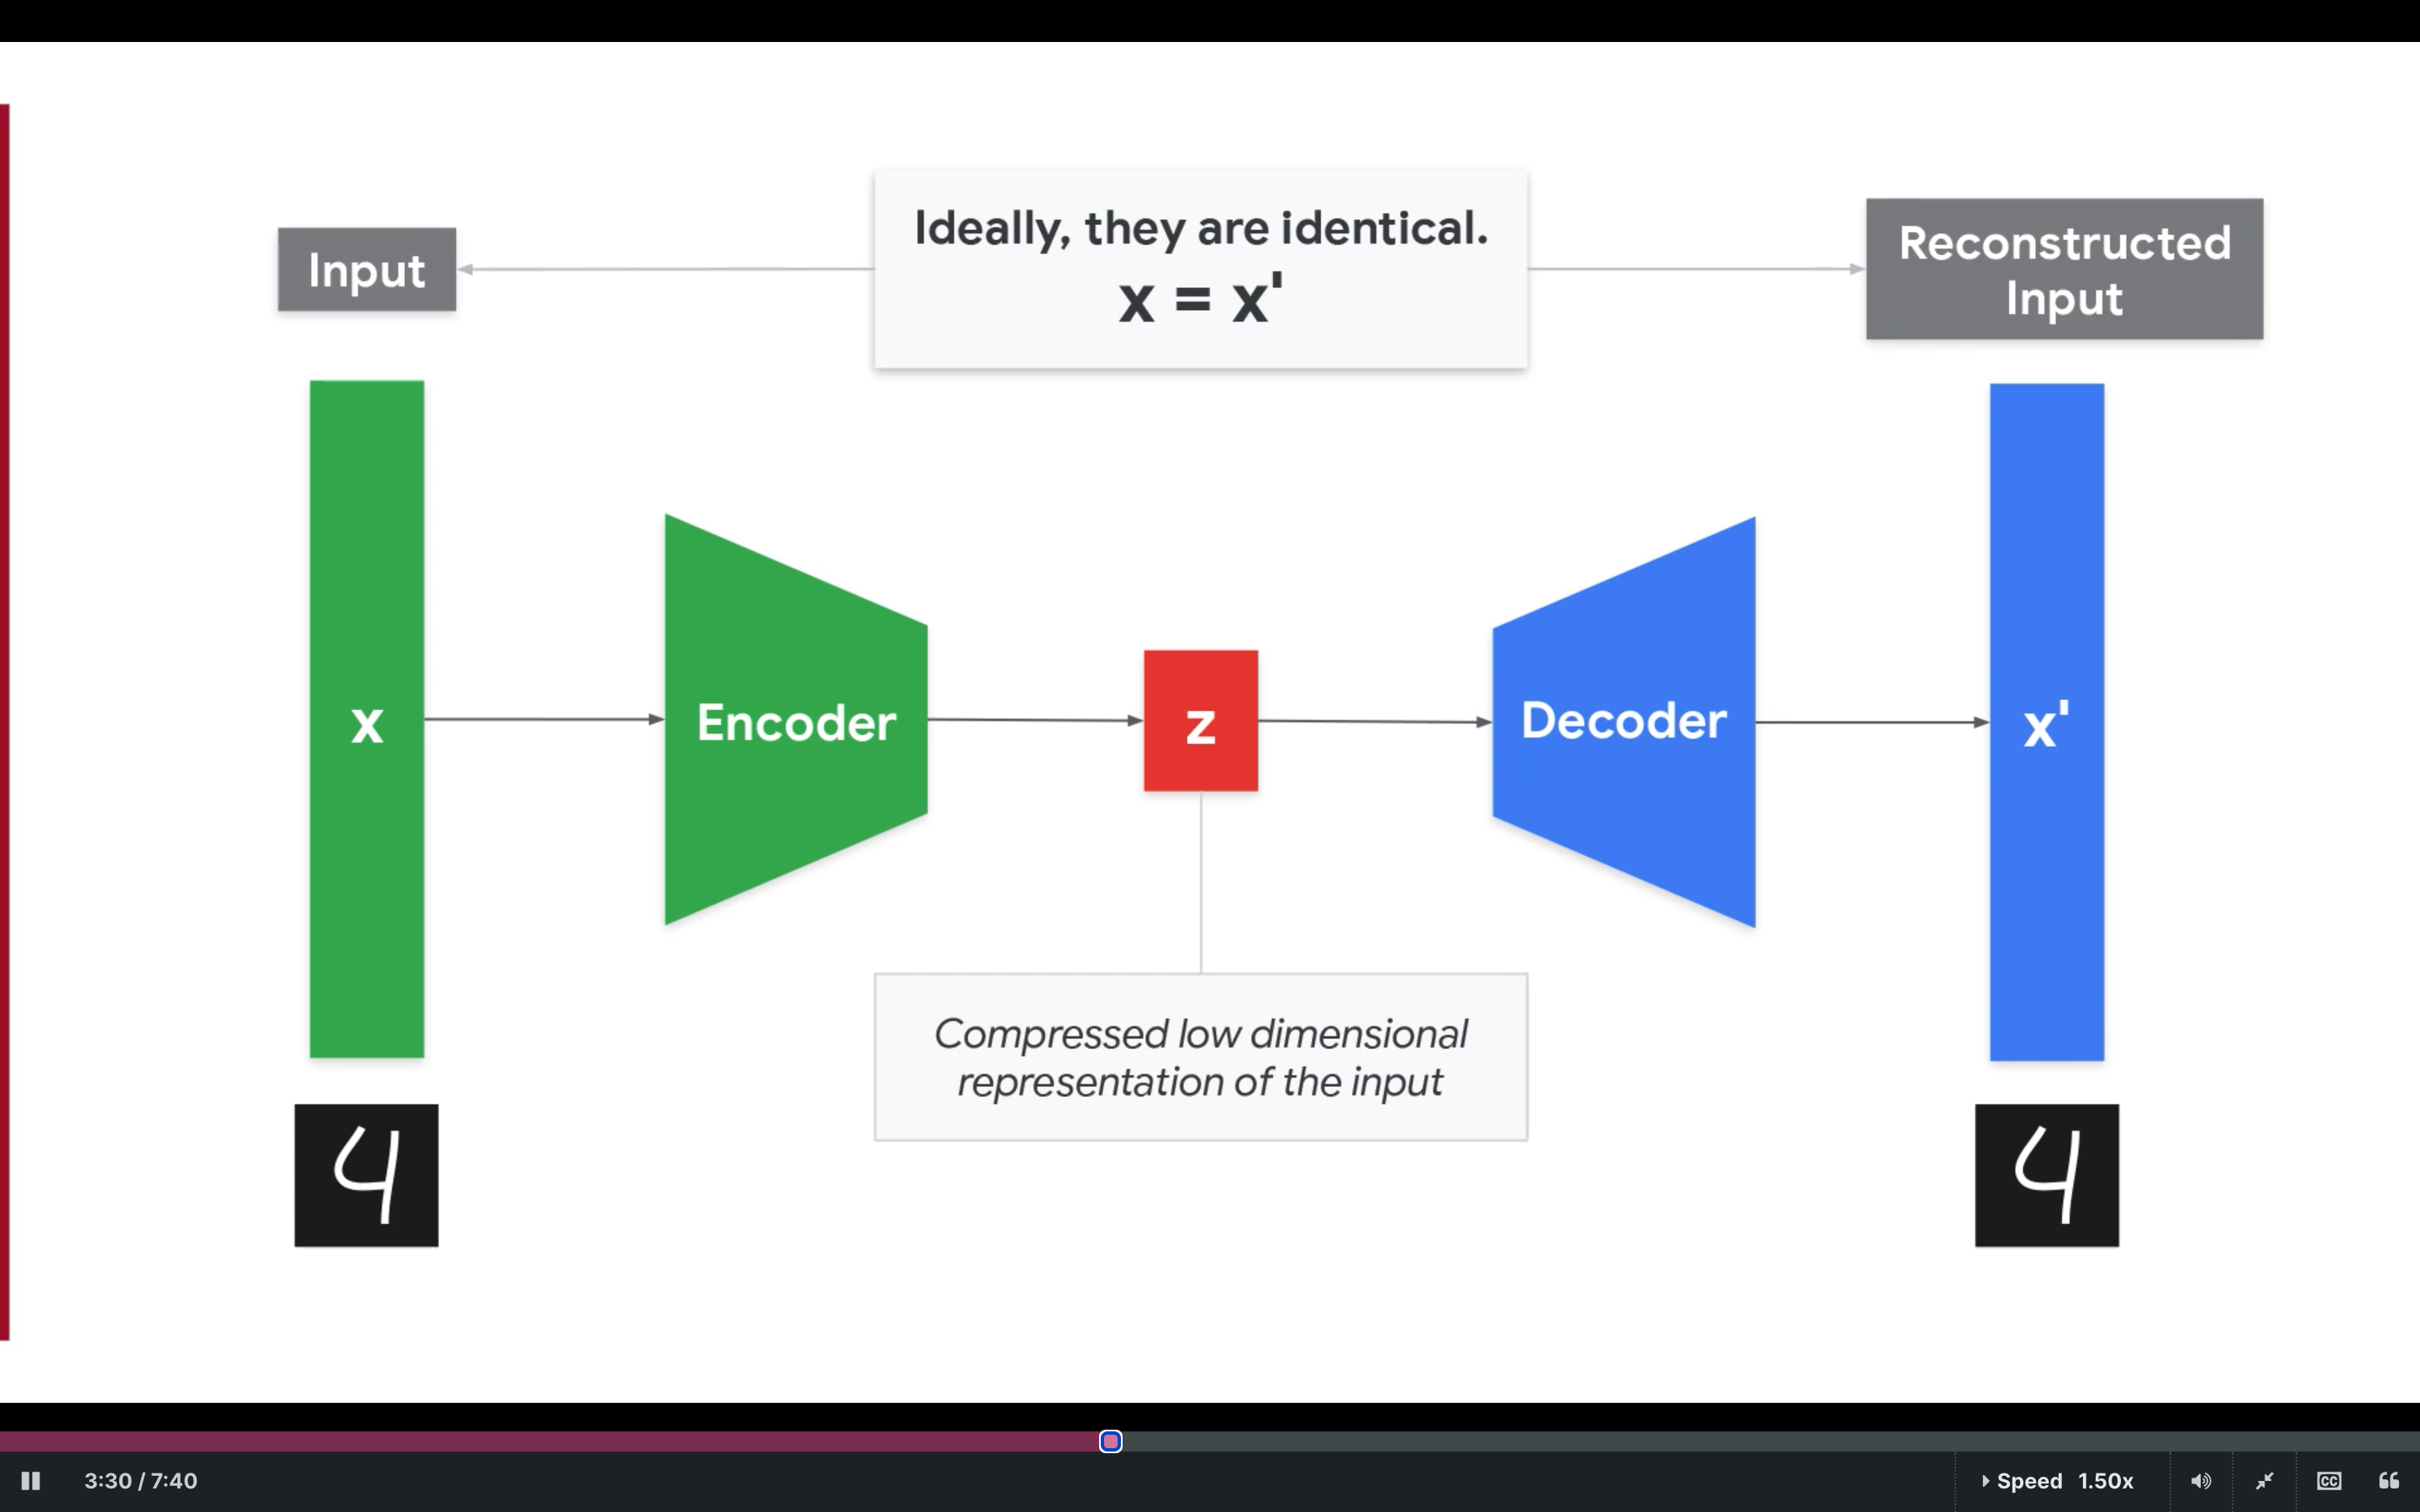 Ideally, they are identical.
x = x'
Input
Reconstructed
Input
x
Encoder
z
Decoder
x'
Compressed low dimensional
representation of the input
4
4
3:30 / 7:40
Speed 1.50x
CC